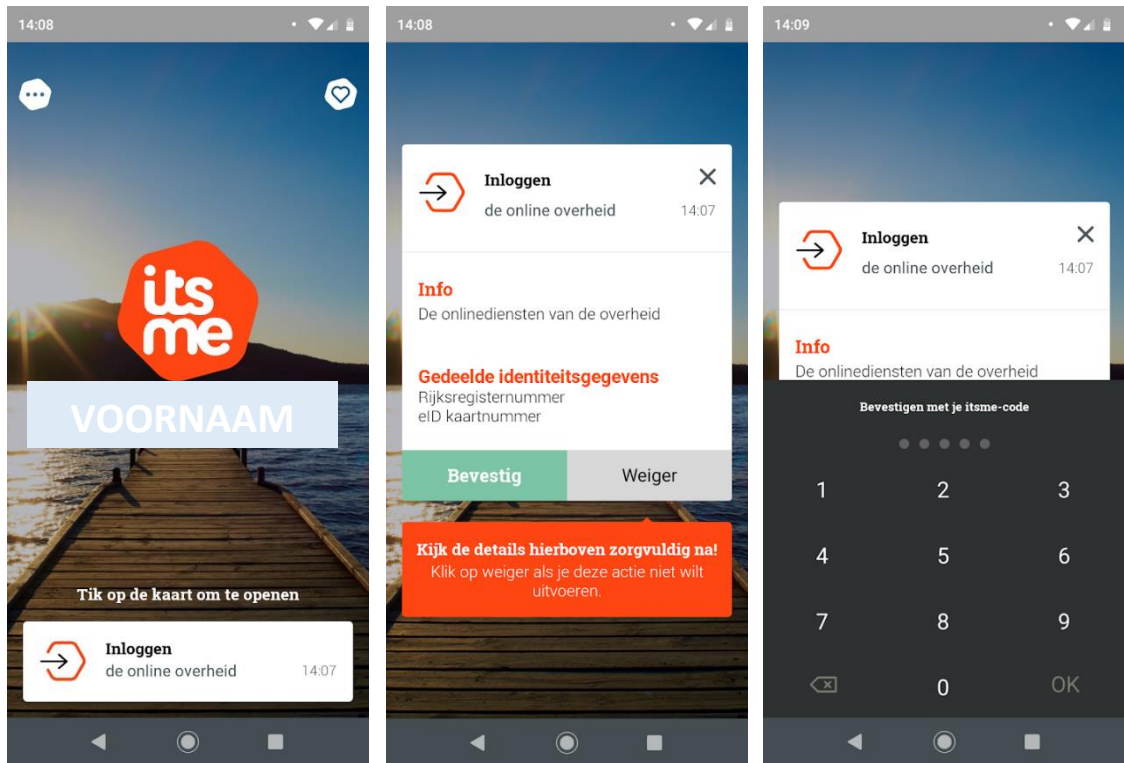 14:08
its
me
VOORNAAM
Tik op de kaart om te openen
Inloggen
de online overheid 14:07
14:08
Inloggen
de online overheid 14:07
Info
De onlinediensten van de overheid
Gedeelde identiteitsgegevens
Rijksregisternummer
eID kaartnummer
Bevestig Weiger
Kijk de details hierboven zorgvuldig na!
Klik op weiger als je deze actie niet wilt
uitvoeren.
14:09
Inloggen
de online overheid 14:07
Info
De onlinediensten van de overheid
Bevestigen met je itsme-code
1 2 3
4 5 6
7 8 9
0 OK